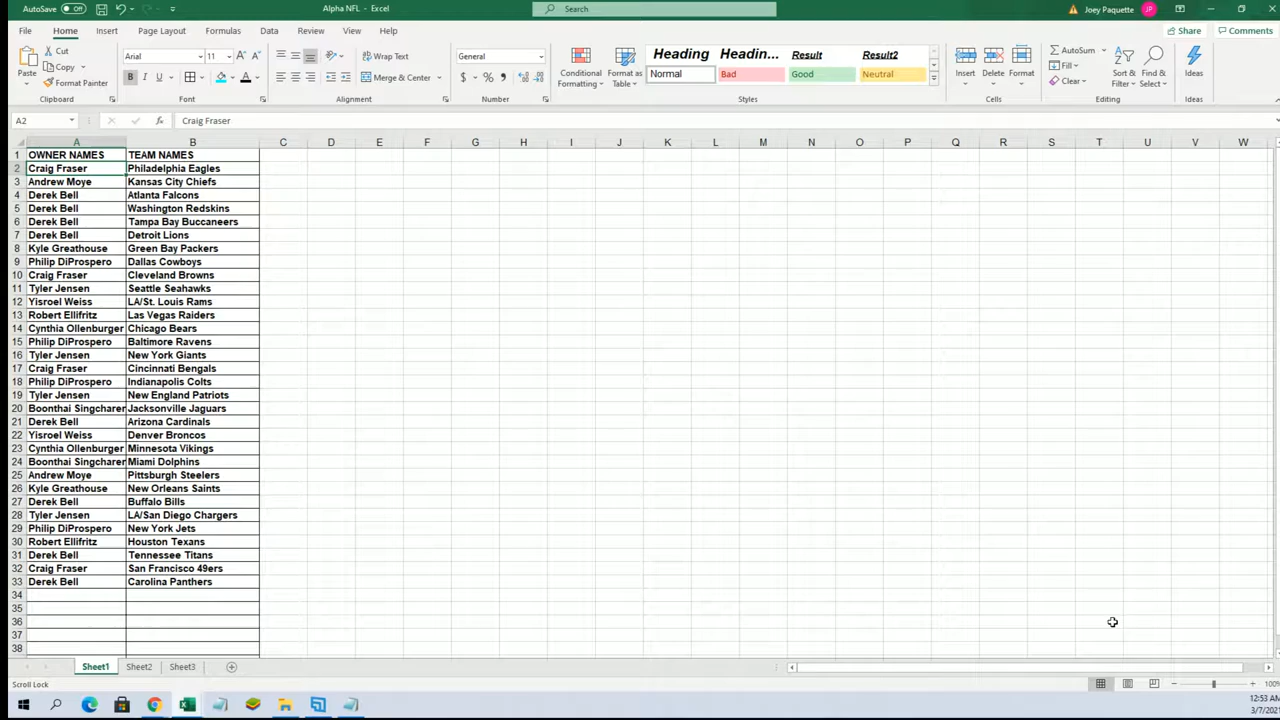 AutoSave Off Alpha NFL - Excel Search Joey Paquette JP
File Home Insert Page Layout Formulas Data Review View Help Share Comments
Cut Arial 11 Wrap Text General Heading Headin... Result Result2 AutoSum
Copy Fill
Paste Format Painter B I U A Merge & Center $ % Conditional Formatting Format as Table Normal Bad Good Neutral Insert Delete Format Clear Sort & Filter Find & Select Ideas
Clipboard Font Alignment Number Styles Cells Editing Ideas
A2 fx Craig Fraser
A B C D E F G H I J K L M N O P Q R S T U V W
1 OWNER NAMES TEAM NAMES
2 Craig Fraser Philadelphia Eagles
3 Andrew Moye Kansas City Chiefs
4 Derek Bell Atlanta Falcons
5 Derek Bell Washington Redskins
6 Derek Bell Tampa Bay Buccaneers
7 Derek Bell Detroit Lions
8 Kyle Greathouse Green Bay Packers
9 Philip DiProspero Dallas Cowboys
10 Craig Fraser Cleveland Browns
11 Tyler Jensen Seattle Seahawks
12 Yisroel Weiss LA/St. Louis Rams
13 Robert Ellifritz Las Vegas Raiders
14 Cynthia Ollenburger Chicago Bears
15 Philip DiProspero Baltimore Ravens
16 Tyler Jensen New York Giants
17 Craig Fraser Cincinnati Bengals
18 Philip DiProspero Indianapolis Colts
19 Tyler Jensen New England Patriots
20 Boonthai Singcharer Jacksonville Jaguars
21 Derek Bell Arizona Cardinals
22 Yisroel Weiss Denver Broncos
23 Cynthia Ollenburger Minnesota Vikings
24 Boonthai Singcharer Miami Dolphins
25 Andrew Moye Pittsburgh Steelers
26 Kyle Greathouse New Orleans Saints
27 Derek Bell Buffalo Bills
28 Tyler Jensen LA/San Diego Chargers
29 Philip DiProspero New York Jets
30 Robert Ellifritz Houston Texans
31 Derek Bell Tennessee Titans
32 Craig Fraser San Francisco 49ers
33 Derek Bell Carolina Panthers
34
35
36
37
38
Sheet1 Sheet2 Sheet3
Scroll Lock 100%
12:53 AM
3/7/202